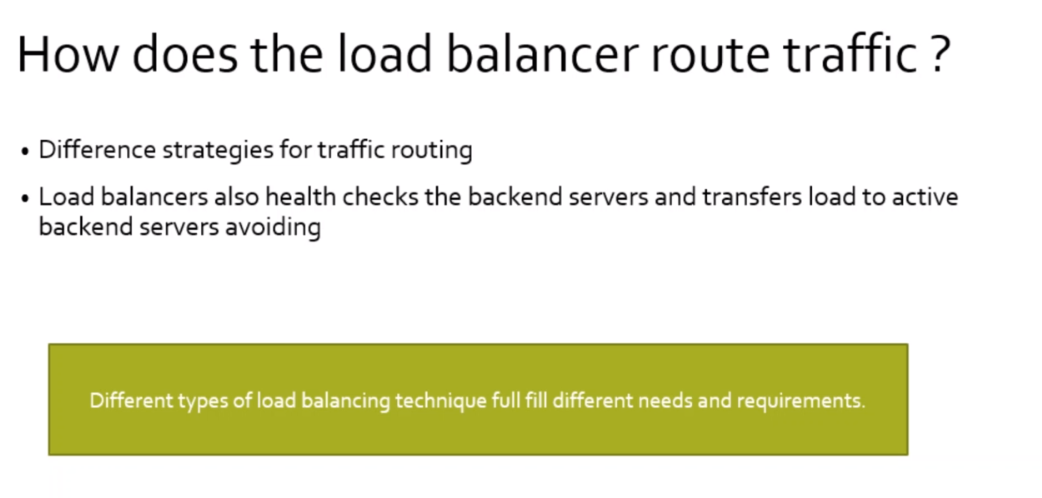 How does the load balancer route traffic ?
• Difference strategies for traffic routing
• Load balancers also health checks the backend servers and transfers load to active
backend servers avoiding
Different types of load balancing technique full fill different needs and requirements.